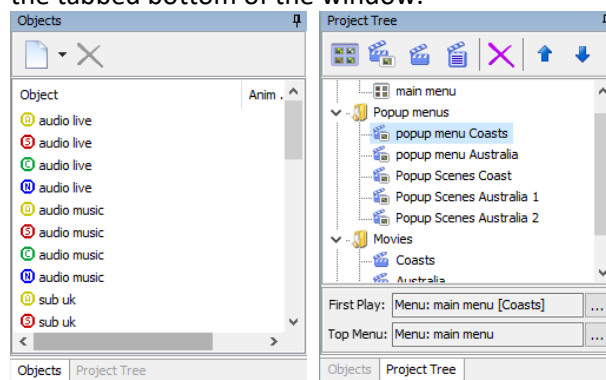 the tabbed bottom of the window.
Objects
Object Anim .
A audio live
S audio live
C audio live
N audio live
A audio music
S audio music
C audio music
N audio music
A sub uk
S sub uk
Objects Project Tree
Project Tree
main menu
Popup menus
popup menu Coasts
popup menu Australia
Popup Scenes Coast
Popup Scenes Australia 1
Popup Scenes Australia 2
Movies
Coasts
Australia
First Play: Menu: main menu [Coasts] ...
Top Menu: Menu: main menu ...
Objects Project Tree